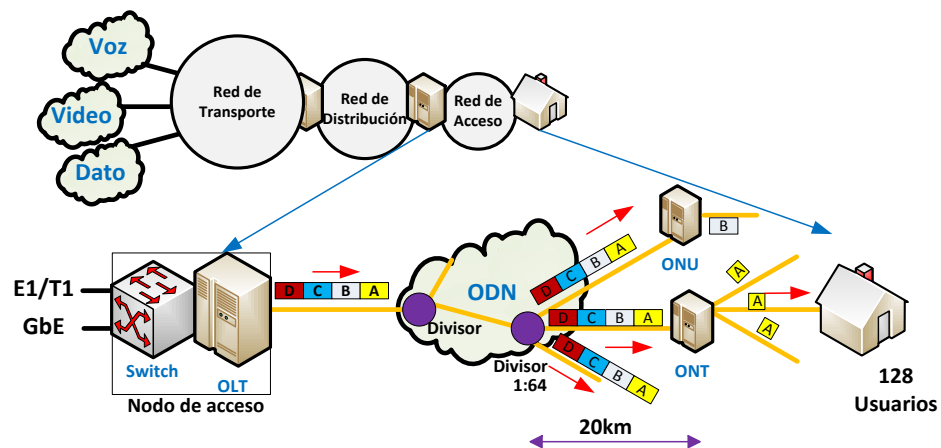 Voz
Video
Dato
Red de
Transporte
Red de
Distribución
Red de
Acceso
E1/T1
GbE
Switch
OLT
Nodo de acceso
D C B A
Divisor
ODN
D C B A
D C B A
D C B A
Divisor
1:64
ONU
B
ONT
A
A
A
20km
128
Usuarios